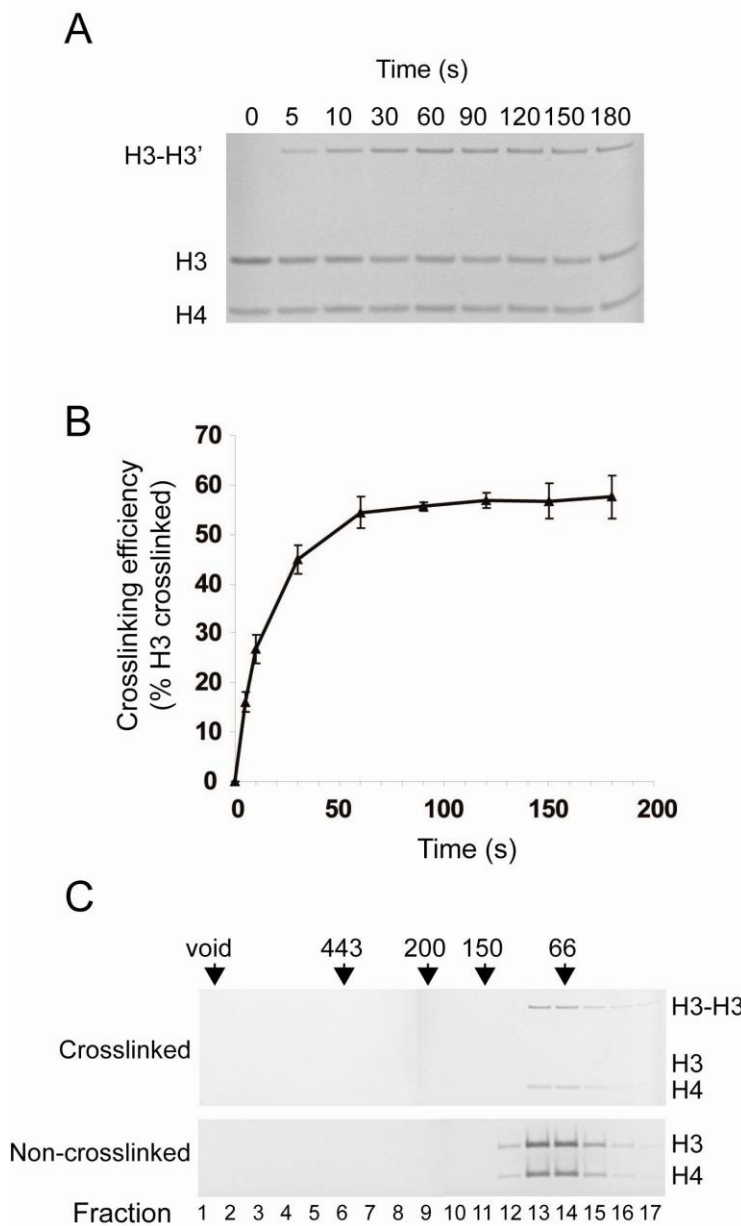 A
Time (s)
0 5 10 30 60 90 120 150 180
H3-H3'
H3
H4
B
70
60
50
40
30
20
10
0
Crosslinking efficiency
(% H3 crosslinked)
0 50 100 150 200
Time (s)
C
void 443 200 150 66
Crosslinked
H3-H3
H3
H4
Non-crosslinked
H3
H4
Fraction 1 2 3 4 5 6 7 8 9 10 11 12 13 14 15 16 17